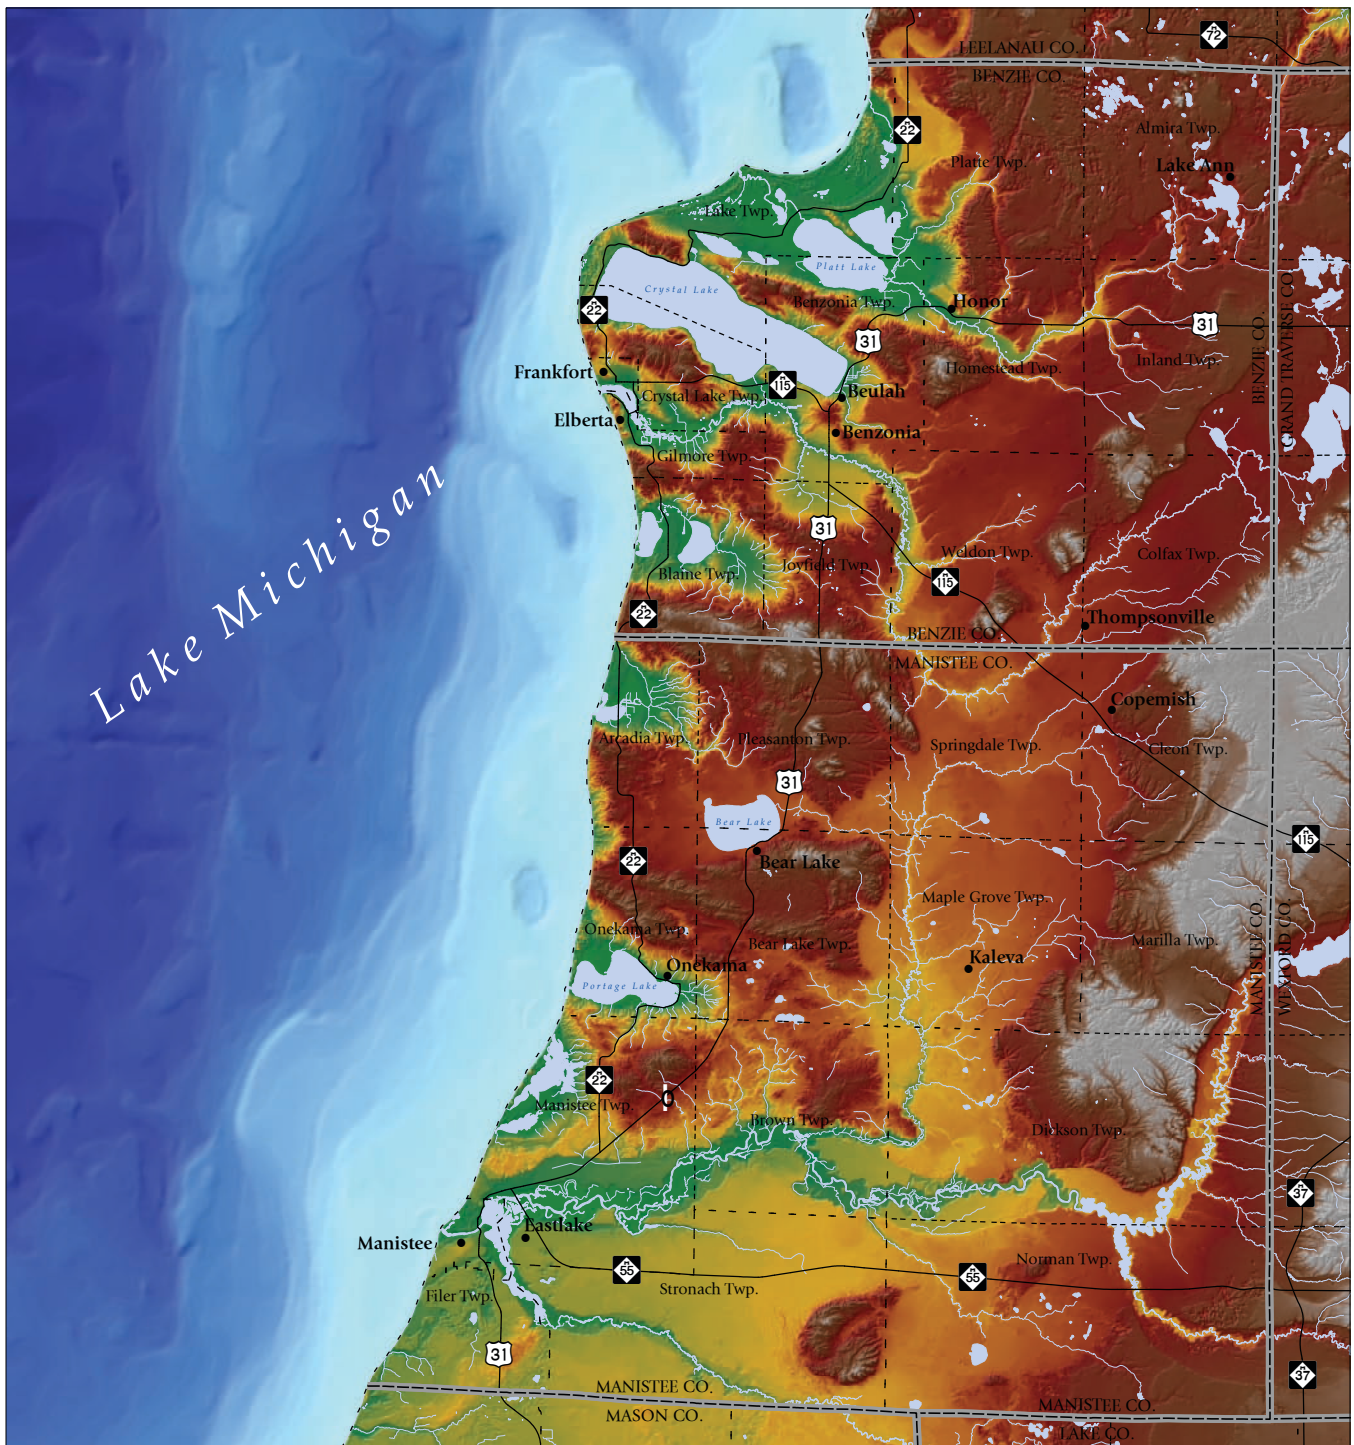 72
LEELANAU CO.
BENZIE CO.
22
Almira Twp.
Platte Twp.
Lake Ann
Lake Twp.
Platt Lake
Crystal Lake
Benzonia Twp.
Honor
22
31
31
BENZIE CO.
GRAND TRAVERSE CO.
Inland Twp.
Homestead Twp.
Frankfort
115
Crystal Lake Twp.
Beulah
Elberta
Benzonia
Gilmore Twp.
Lake Michigan
31
Weldon Twp.
Colfax Twp.
Joyfield Twp.
Blaine Twp.
115
22
Thompsonville
BENZIE CO.
MANISTEE CO.
Copemish
Arcadia Twp.
Pleasanton Twp.
Springdale Twp.
Cleon Twp.
31
Bear Lake
115
22
Bear Lake
Maple Grove Twp.
MANISTEE CO.
WEXFORD CO.
Onekama Twp.
Bear Lake Twp.
Marilla Twp.
Kaleva
Onekama
Portage Lake
22
Manistee Twp.
Brown Twp.
Dickson Twp.
37
Eastlake
Manistee
Norman Twp.
55
55
Stronach Twp.
Filer Twp.
31
37
MANISTEE CO.
MASON CO.
MANISTEE CO.
LAKE CO.